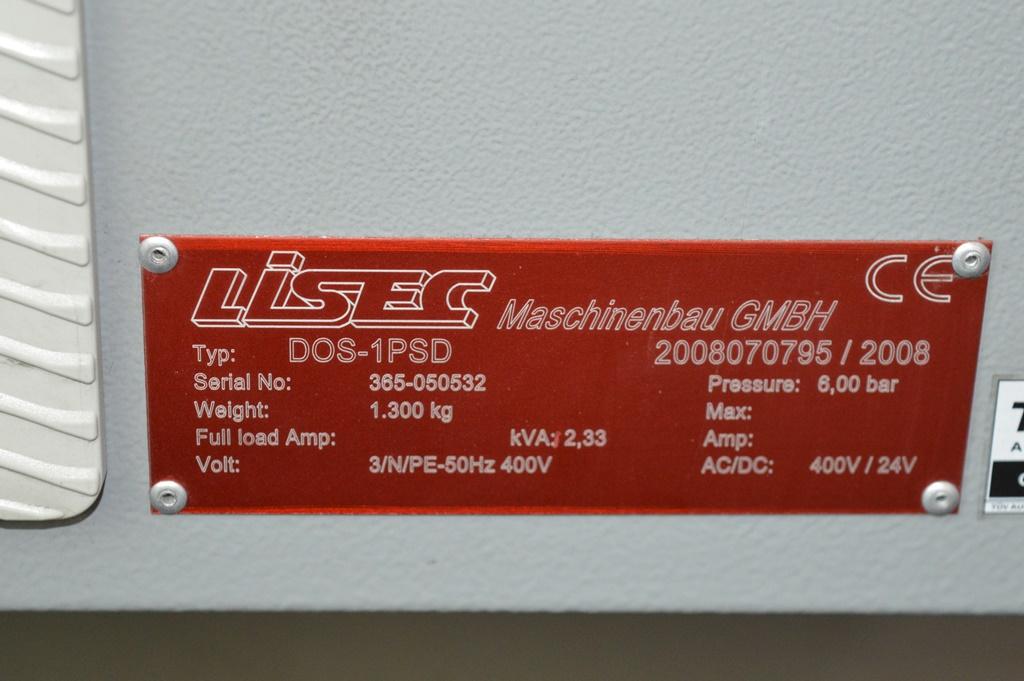 LiSEC Maschinenbau GMBH CE
Typ: DOS-1PSD 2008070795 / 2008
Serial No: 365-050532 Pressure: 6,00 bar
Weight: 1.300 kg Max:
Full load Amp: kVA: 2,33 Amp:
Volt: 3/N/PE-50Hz 400V AC/DC: 400V / 24V